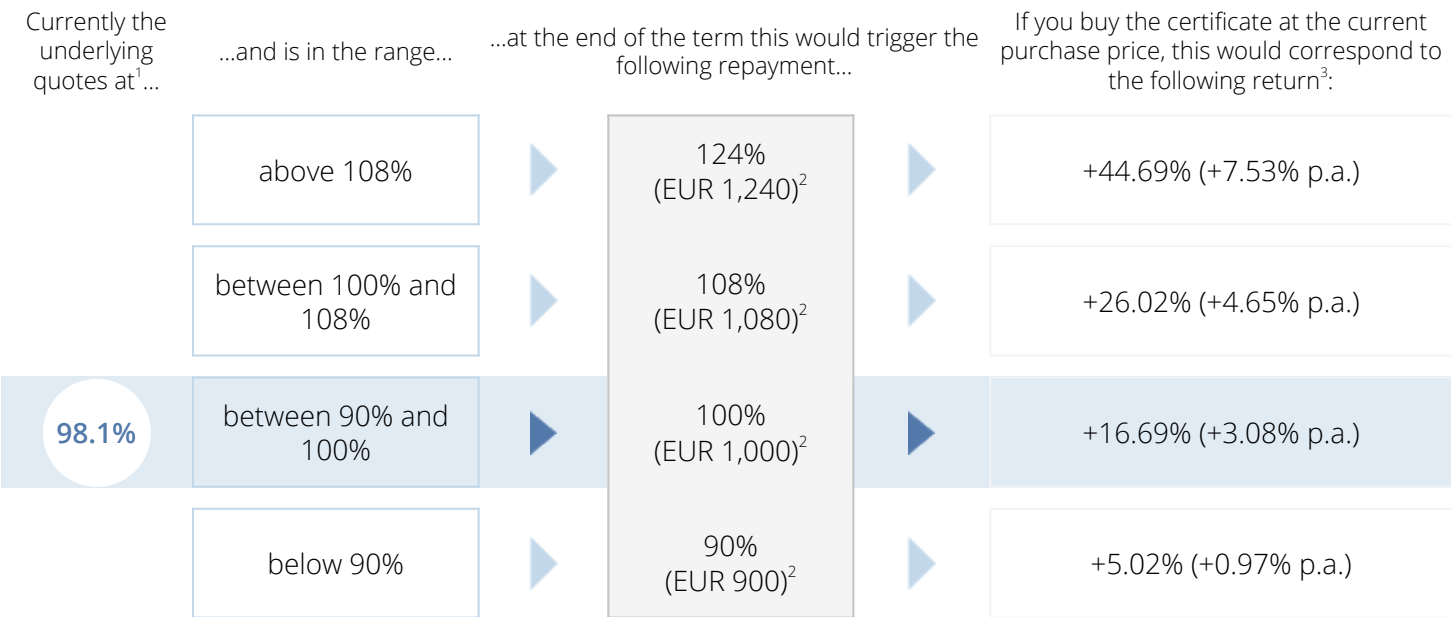 Currently the
underlying
quotes at¹...
...and is in the range...
...at the end of the term this would trigger the
following repayment...
If you buy the certificate at the current
purchase price, this would correspond to
the following return³:
above 108%
124%
(EUR 1,240)²
+44.69% (+7.53% p.a.)
between 100% and
108%
108%
(EUR 1,080)²
+26.02% (+4.65% p.a.)
98.1%
between 90% and
100%
100%
(EUR 1,000)²
+16.69% (+3.08% p.a.)
below 90%
90%
(EUR 900)²
+5.02% (+0.97% p.a.)